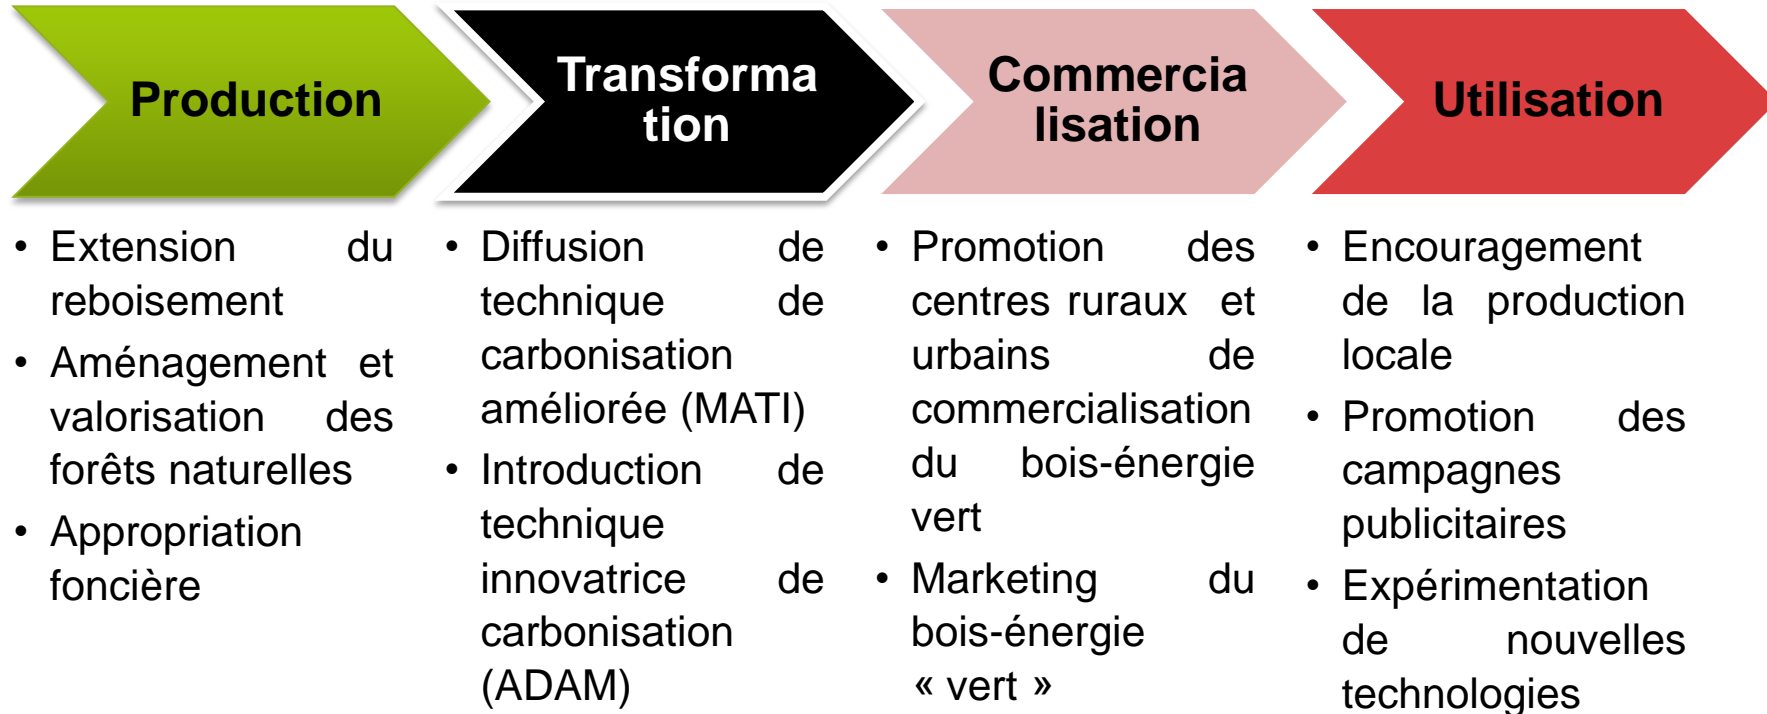 Production
Transforma
tion
Commercia
lisation
Utilisation
• Extension du
reboisement
• Aménagement et
valorisation des
forêts naturelles
• Appropriation
foncière
• Diffusion de
technique de
carbonisation
améliorée (MATI)
• Introduction de
technique
innovatrice de
carbonisation
(ADAM)
• Promotion des
centres ruraux et
urbains de
commercialisation
du bois-énergie
vert
• Marketing du
bois-énergie
« vert »
• Encouragement
de la production
locale
• Promotion des
campagnes
publicitaires
• Expérimentation
de nouvelles
technologies